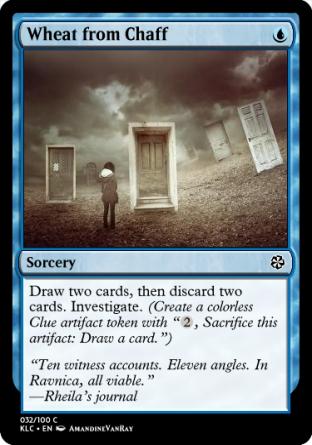 Wheat from Chaff
Sorcery
Draw two cards, then discard two
cards. Investigate. (Create a colorless
Clue artifact token with “2, Sacrifice this
artifact: Draw a card.”)
“Ten witness accounts. Eleven angles. In
Ravnica, all viable.”
—Rheila's journal
032/100 C
KLC • EN AmandineVanRay